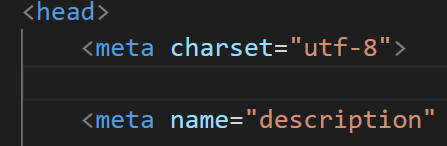 <head>
<meta charset="utf-8">
<meta name="description"